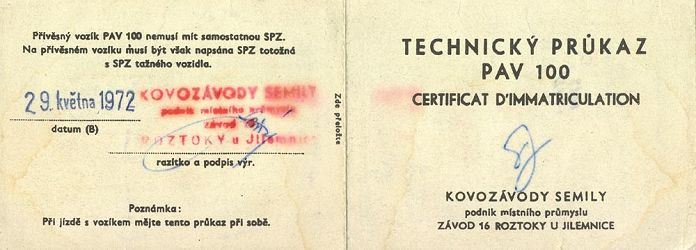 Přívěsný vozík PAV 100 nemusí mít samostatnou SPZ.
Na přívěsném vozíku musí být však napsána SPZ totožná
s SPZ tažného vozidla.
29. května 1972
KOVOZÁVODY SEMILY
podnik místního průmyslu
závod 16
ROZTOKY u Jilemnice
datum (B)
razítko a podpis výr.
Poznámka:
Při jízdě s vozíkem mějte tento průkaz při sobě.
Zde přeložte
TECHNICKÝ PRŮKAZ
PAV 100
CERTIFICAT D'IMMATRICULATION
KOVOZÁVODY SEMILY
podnik místního průmyslu
ZÁVOD 16 ROZTOKY U JILEMNICE